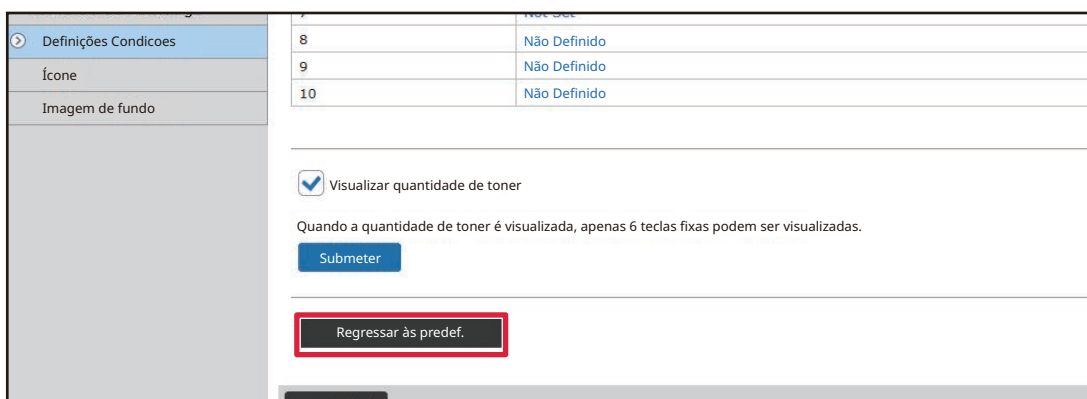 Definições Condicoes
Ícone
Imagem de fundo
8 Não Definido
9 Não Definido
10 Não Definido
Visualizar quantidade de toner
Quando a quantidade de toner é visualizada, apenas 6 teclas fixas podem ser visualizadas.
Submeter
Regressar às predef.